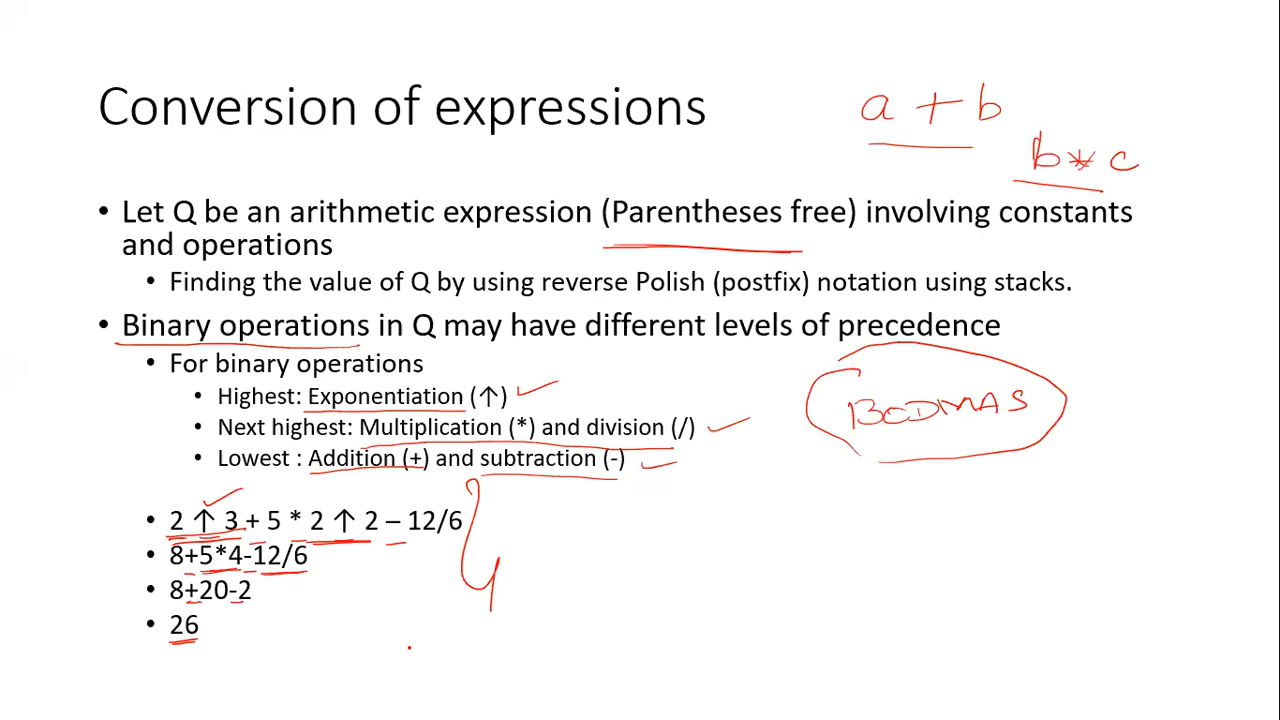 Conversion of expressions
a + b
b * c
• Let Q be an arithmetic expression (Parentheses free) involving constants
and operations
• Finding the value of Q by using reverse Polish (postfix) notation using stacks.
• Binary operations in Q may have different levels of precedence
• For binary operations
• Highest: Exponentiation (↑)
• Next highest: Multiplication (*) and division (/)
BODMAS
• Lowest : Addition (+) and subtraction (-)
• 2 ↑ 3 + 5 * 2 ↑ 2 – 12/6
• 8+5*4-12/6
• 8+20-2
• 26